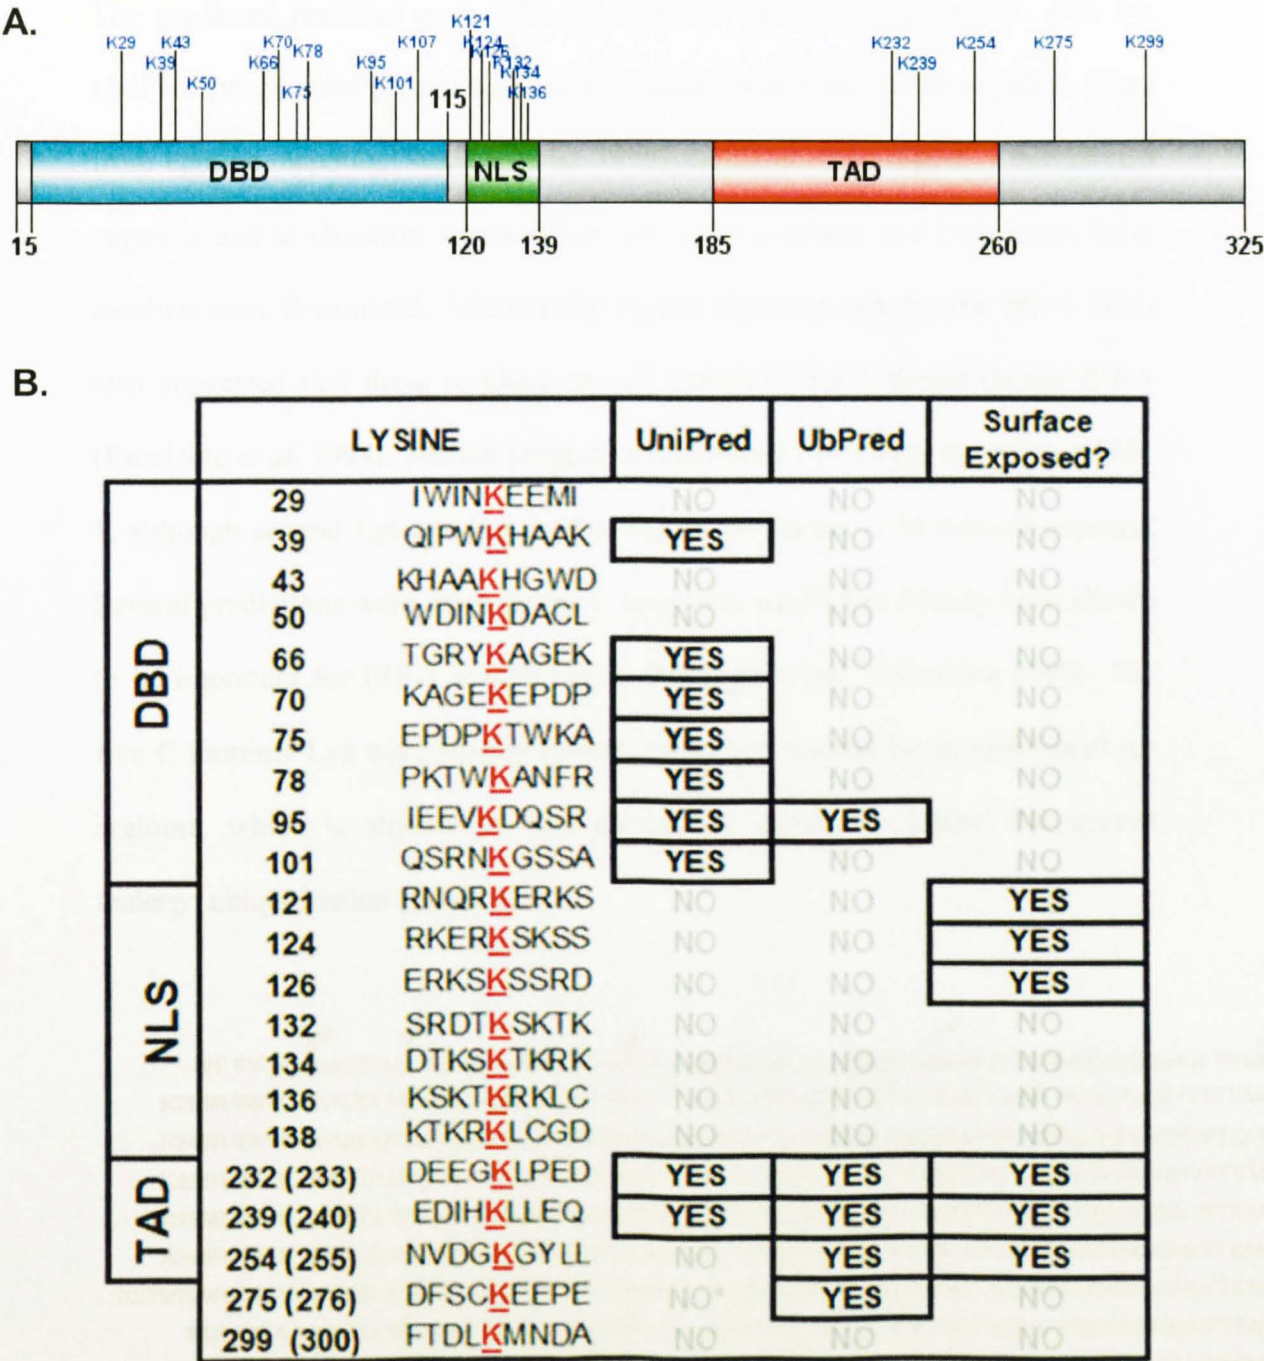 A.
K121
K29 K43 K70 K107 K124 K232 K254 K275 K299
K78 K126
K39 K66 K95 K132 K239
K134
K50 K75 K101 K136
115
DBD NLS TAD
15 120 139 185 260 325
B.
LYSINE UniPred UbPred Surface Exposed?
DBD
29 IWINKEEMI NO NO NO
39 QIPWKHAAK YES NO NO
43 KHAAKHGWD NO NO NO
50 WDINKDACL NO NO NO
66 TGRYKAGEK YES NO NO
70 KAGEKEPDP YES NO NO
75 EPDPKTWKA YES NO NO
78 PKTWKANFR YES NO NO
95 IEEVKDQSR YES YES NO
101 QSRNKGSSA YES NO NO
NLS
121 RNQRKERKS NO NO YES
124 RKERKSKSS NO NO YES
126 ERKSKSSRD NO NO YES
132 SRDTKSKTK NO NO NO
134 DTKSKTKRK NO NO NO
136 KSKTKRKLC NO NO NO
138 KTKRKLCGD NO NO NO
TAD
232 (233) DEEGKLPED YES YES YES
239 (240) EDIHKLLEQ YES YES YES
254 (255) NVDGKGYLL NO YES YES
275 (276) DFSCKEEPE NO* YES NO
299 (300) FTDLKMNDA NO NO NO